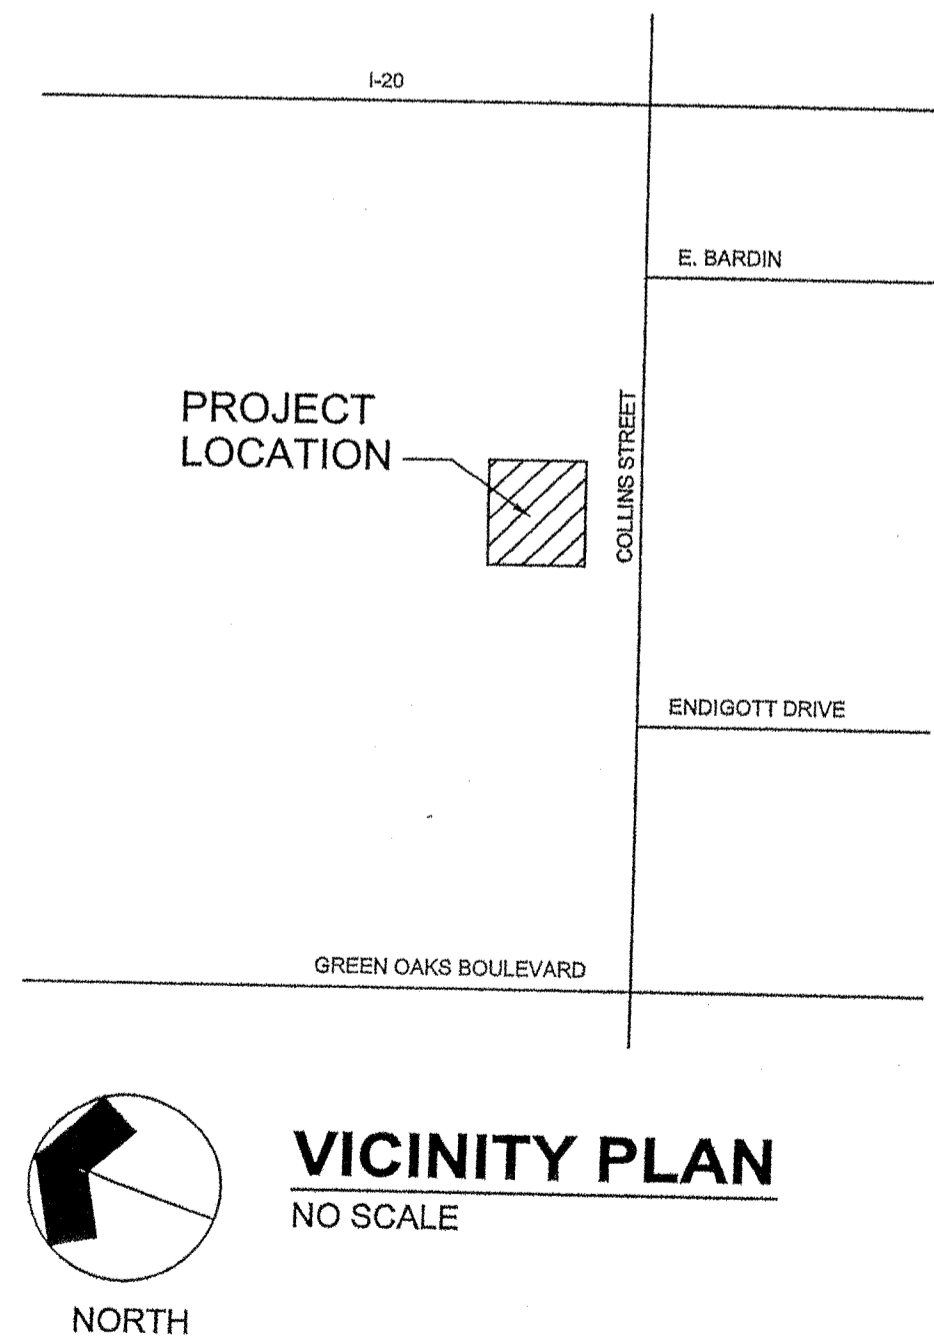 I-20
E. BARDIN
PROJECT
LOCATION
COLLINS STREET
ENDIGOTT DRIVE
GREEN OAKS BOULEVARD
VICINITY PLAN
NO SCALE
NORTH